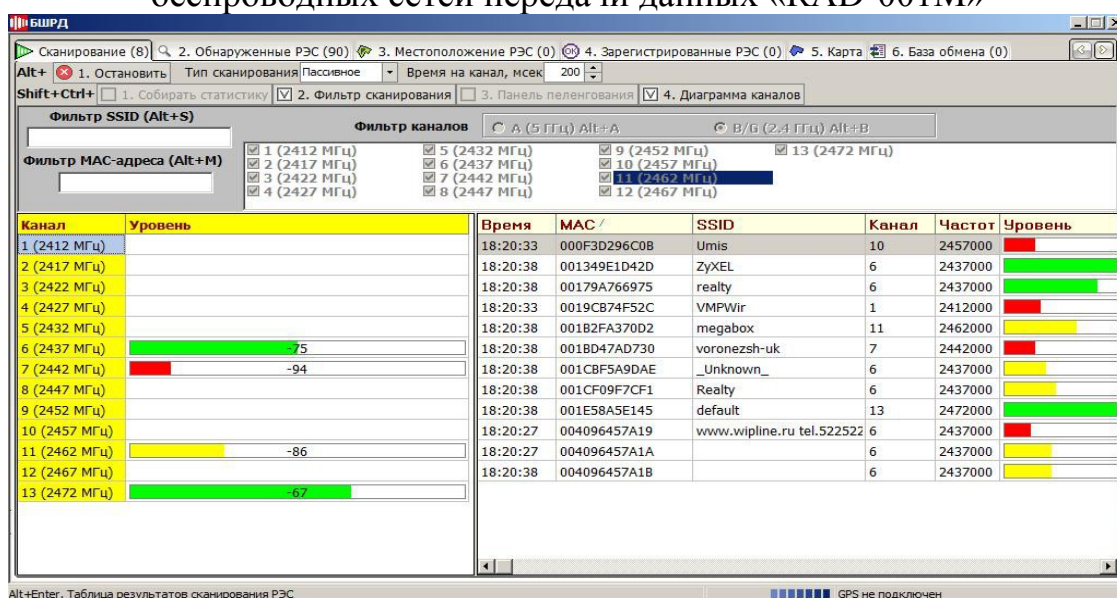 беспроводных сетей передачи данных «RAD-001M»
БШРД
Сканирование (8) 2. Обнаруженные РЭС (90) 3. Местоположение РЭС (0) 4. Зарегистрированные РЭС (0) 5. Карта 6. База обмена (0)
Alt+ 1. Остановить Тип сканирования Пассивное Время на канал, мсек 200
Shift+Ctrl+ 1. Собирать статистику 2. Фильтр сканирования 3. Панель пеленгования 4. Диаграмма каналов
Фильтр SSID (Alt+S)
Фильтр каналов A (5 ГГц) Alt+A B/G (2.4 ГГц) Alt+B
Фильтр MAC-адреса (Alt+M)
1 (2412 МГц) 5 (2432 МГц) 9 (2452 МГц) 13 (2472 МГц)
2 (2417 МГц) 6 (2437 МГц) 10 (2457 МГц)
3 (2422 МГц) 7 (2442 МГц) 11 (2462 МГц)
4 (2427 МГц) 8 (2447 МГц) 12 (2467 МГц)
Канал Уровень
1 (2412 МГц)
2 (2417 МГц)
3 (2422 МГц)
4 (2427 МГц)
5 (2432 МГц)
6 (2437 МГц) -75
7 (2442 МГц) -94
8 (2447 МГц)
9 (2452 МГц)
10 (2457 МГц)
11 (2462 МГц) -86
12 (2467 МГц)
13 (2472 МГц) -67
Время MAC SSID Канал Частот Уровень
18:20:33 000F3D296C0B Umis 10 2457000
18:20:38 001349E1D42D ZyXEL 6 2437000
18:20:38 00179A766975 realty 6 2437000
18:20:33 0019CB74F52C VMPWir 1 2412000
18:20:38 001B2FA370D2 megabox 11 2462000
18:20:38 001BD47AD730 voronezsh-uk 7 2442000
18:20:38 001CBF5A9DAE _Unknown_ 6 2437000
18:20:38 001CF09F7CF1 Realty 6 2437000
18:20:38 001E58A5E145 default 13 2472000
18:20:27 004096457A19 www.wipline.ru tel.522522 6 2437000
18:20:27 004096457A1A 6 2437000
18:20:38 004096457A1B 6 2437000
Alt+Enter. Таблица результатов сканирования РЭС GPS не подключен